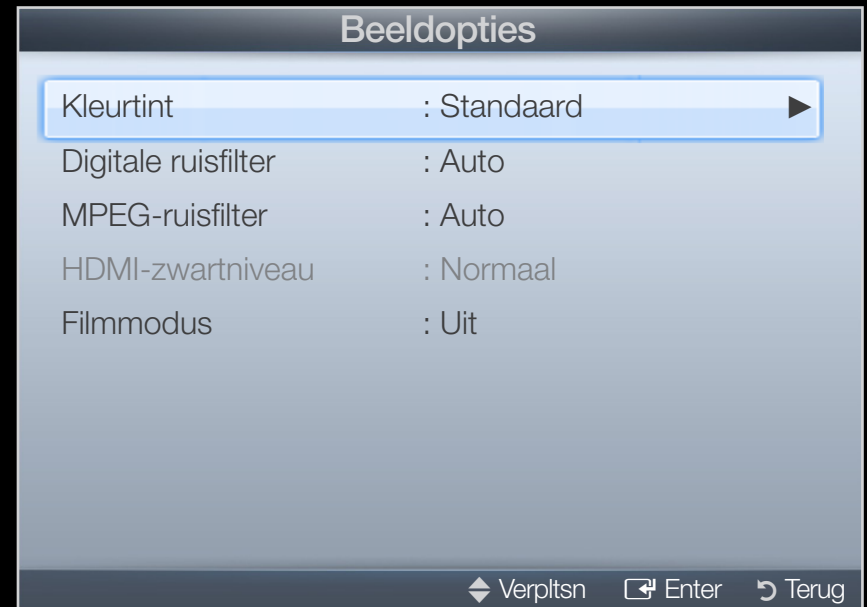 Beeldopties
Kleurtint : Standaard ►
Digitale ruisfilter : Auto
MPEG-ruisfilter : Auto
HDMI-zwartniveau : Normaal
Filmmodus : Uit
Verpltsn Enter Terug